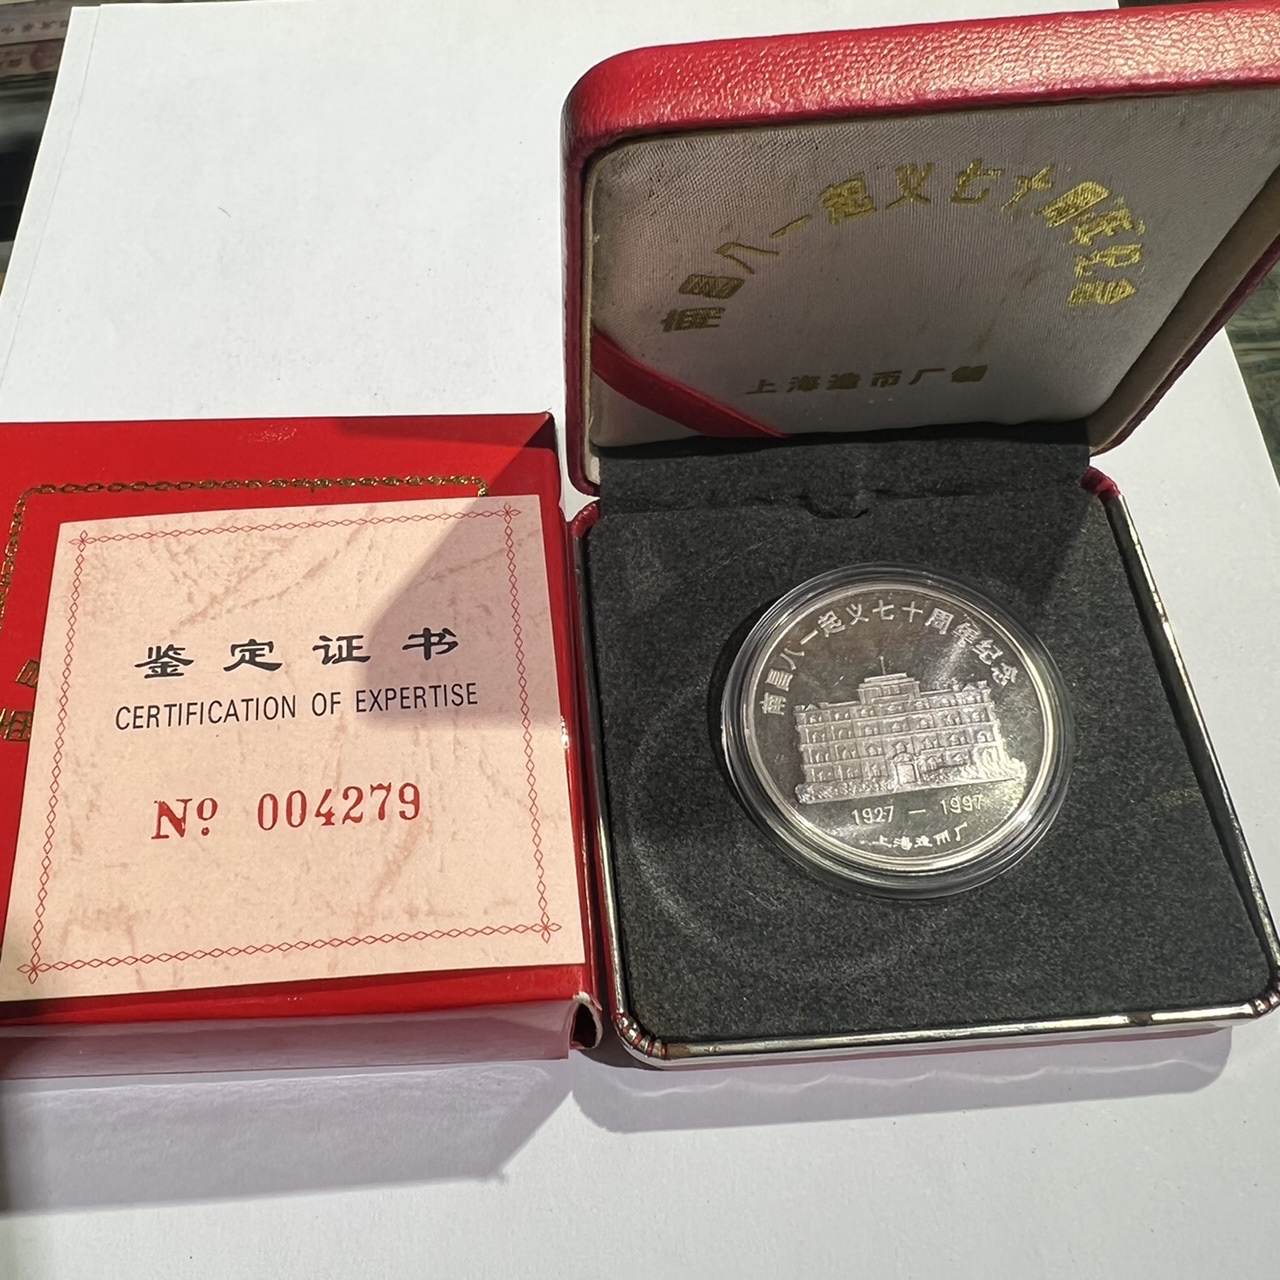 南昌八一起义七十周年纪念
上海造币厂制
鉴定证书
CERTIFICATION OF EXPERTISE
Nº 004279
南昌八一起义七十周年纪念
1927 — 1997
上海造币厂